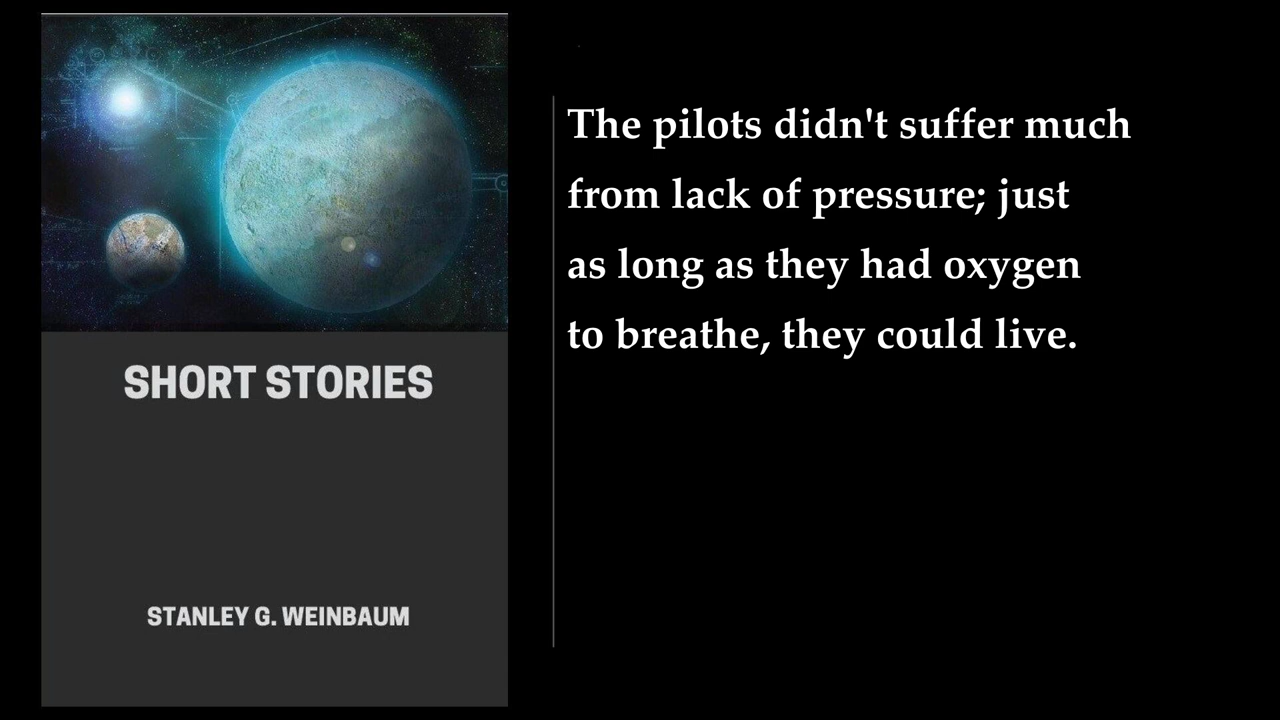 SHORT STORIES
STANLEY G. WEINBAUM
The pilots didn't suffer much
from lack of pressure; just
as long as they had oxygen
to breathe, they could live.